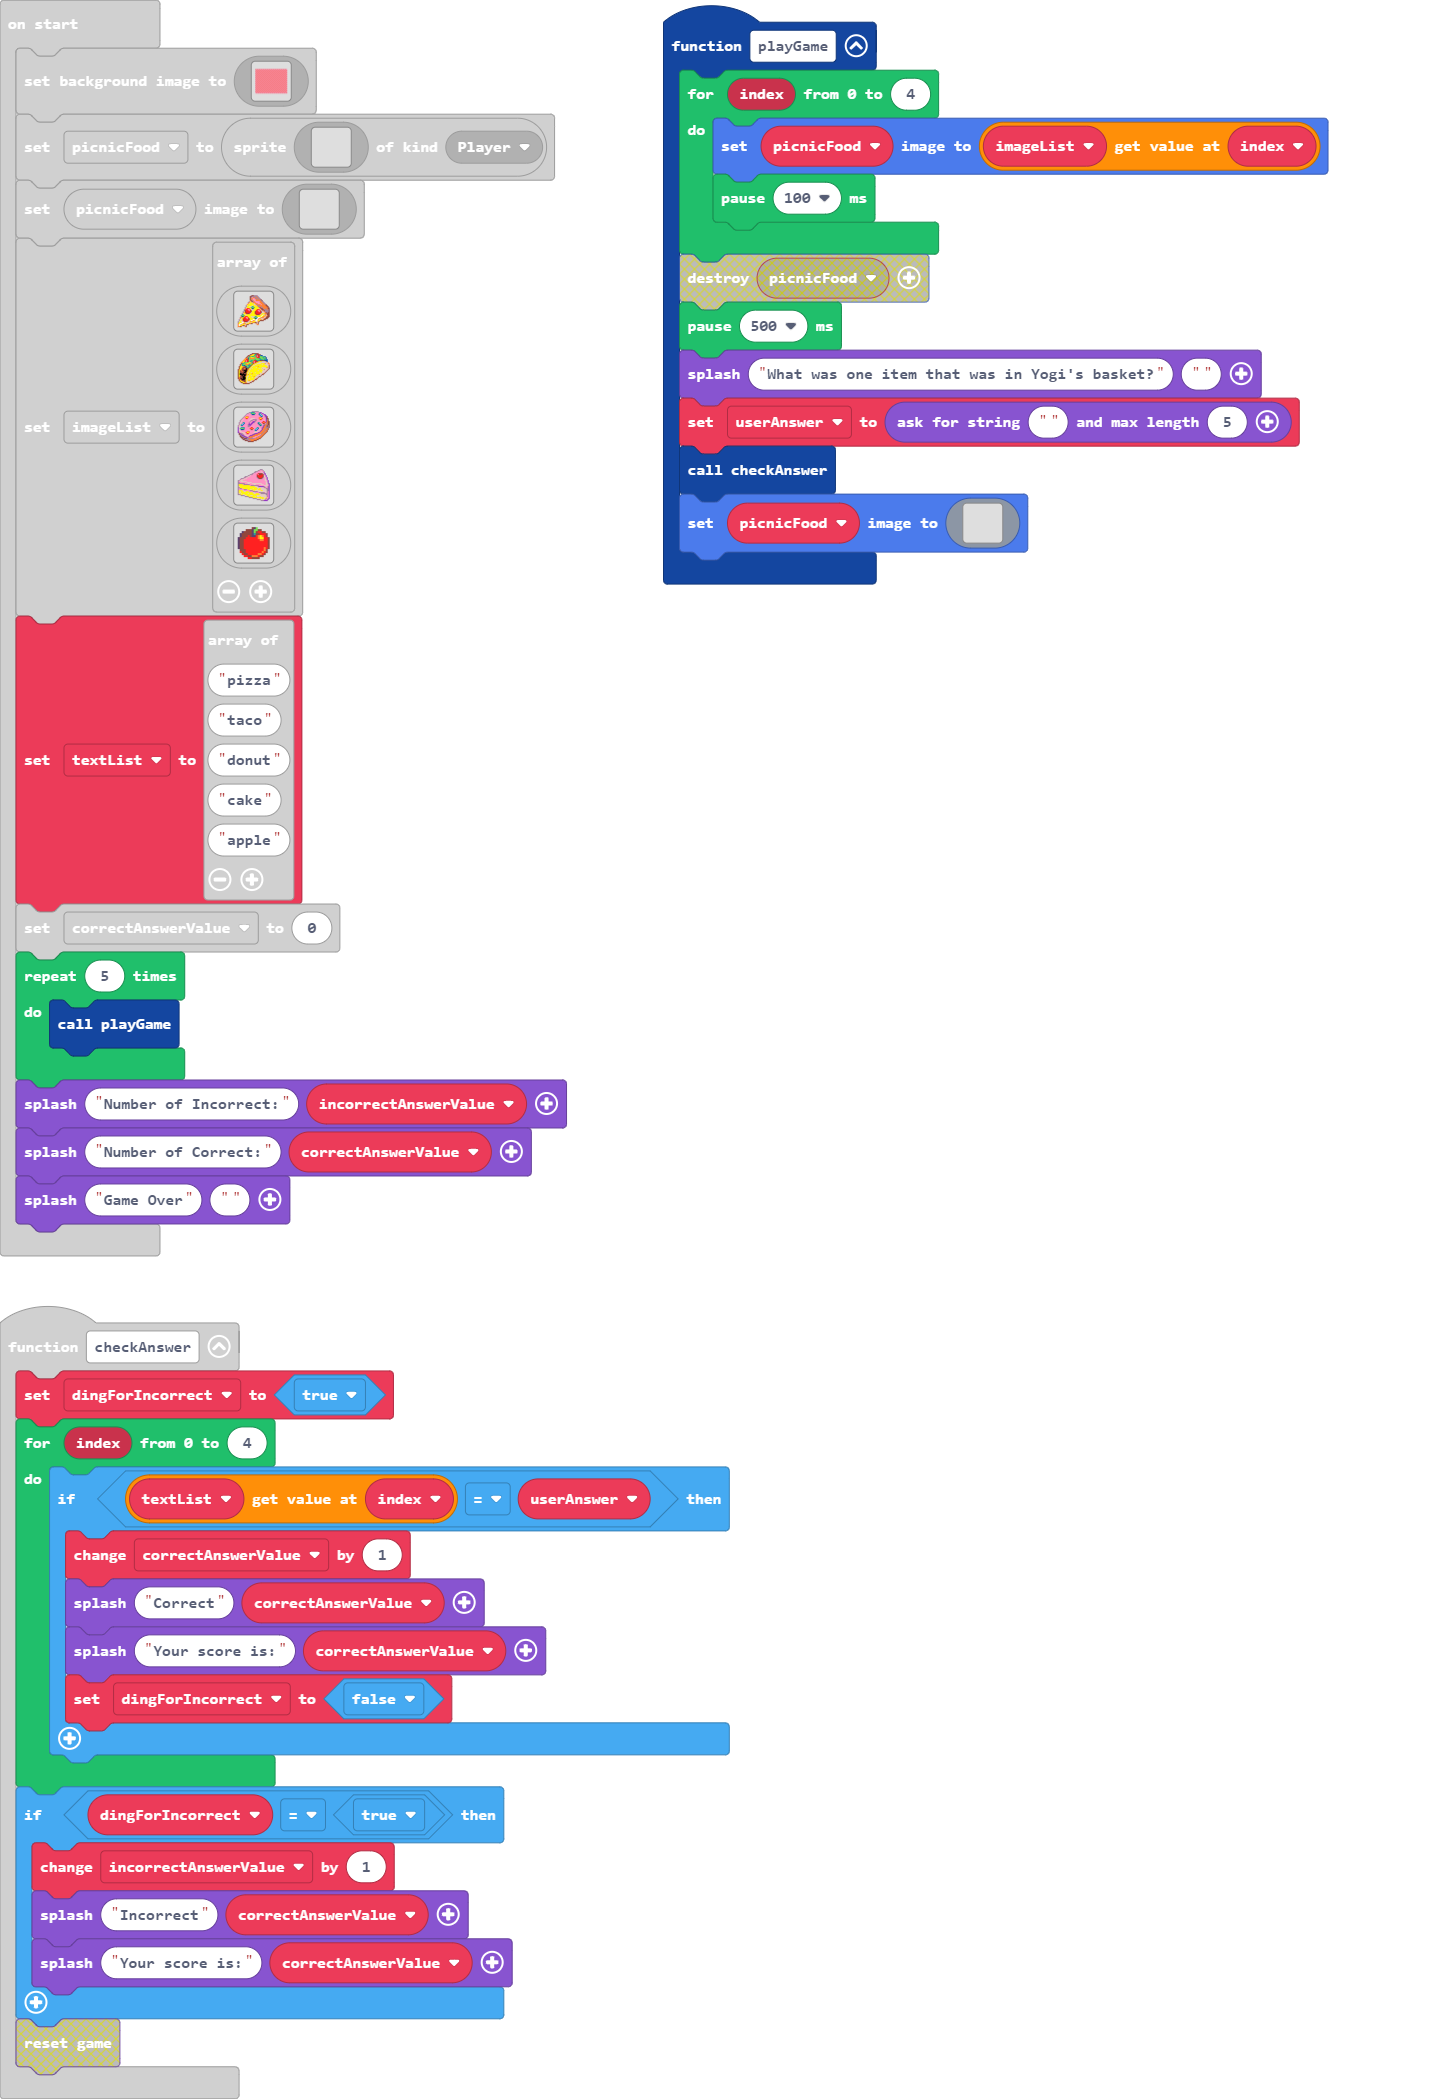 on start
set background image to
set picnicFood to sprite of kind Player
set picnicFood image to
set imageList to array of
set textList to array of
"pizza"
"taco"
"donut"
"cake"
"apple"
set correctAnswerValue to 0
repeat 5 times
do call playGame
splash "Number of Incorrect:" incorrectAnswerValue
splash "Number of Correct:" correctAnswerValue
splash "Game Over" ""
function playGame
for index from 0 to 4
do set picnicFood image to imageList get value at index
pause 100 ms
destroy picnicFood
pause 500 ms
splash "What was one item that was in Yogi's basket?" ""
set userAnswer to ask for string "" and max length 5
call checkAnswer
set picnicFood image to
function checkAnswer
set dingForIncorrect to true
for index from 0 to 4
do if textList get value at index = userAnswer then
change correctAnswerValue by 1
splash "Correct" correctAnswerValue
splash "Your score is:" correctAnswerValue
set dingForIncorrect to false
if dingForIncorrect = true then
change incorrectAnswerValue by 1
splash "Incorrect" correctAnswerValue
splash "Your score is:" correctAnswerValue
reset game